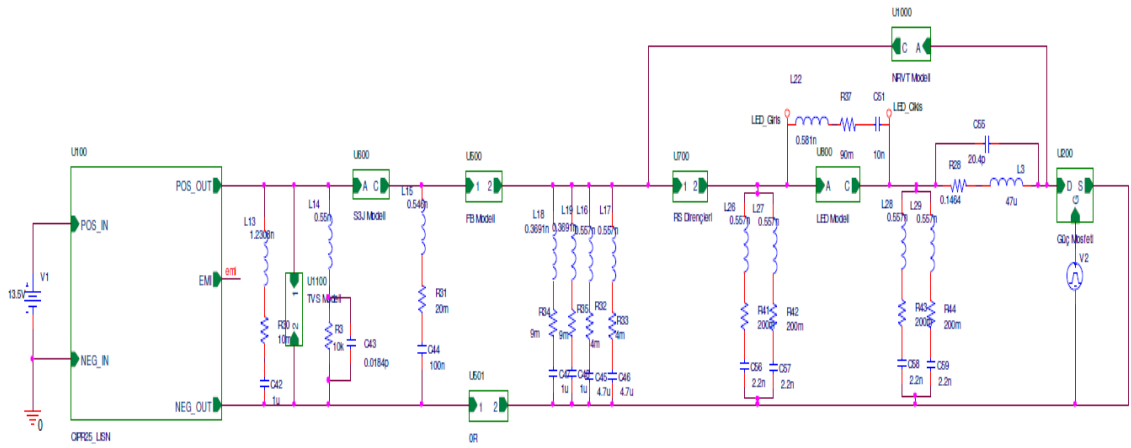 U1000
C A
NRVT Modeli
L22
R37
C51
LED_Giris
LED_Cikis
0.581n
90m
10n
C55
20.4p
R28
L3
0.1464
47u
U100
POS_OUT
POS_IN
EMI
emi
NEG_IN
NEG_OUT
CIPR25_LISN
V1
13.5V
0
U600
A C
S3J Modeli
U500
1 2
FB Modeli
U700
1 2
RS Dirençleri
U800
A C
LED Modeli
U200
D S
G
Güç Mosfeti
V2
L13
1.2306n
R30
10m
C42
1u
U1100
TVS Modeli
1
2
L14
0.55n
R3
10k
C43
0.0184p
L15
0.546n
R31
20m
C44
100n
U501
1 2
0R
L18
0.3691n
L19
0.3691n
L16
0.557n
L17
0.557n
R34
9m
R35
9m
R32
4m
R33
4m
C47
1u
1u
C45
4.7u
C46
4.7u
L26
0.557n
L27
0.557n
R41
200m
R42
200m
C56
2.2n
C57
2.2n
L28
0.557n
L29
0.557n
R43
200m
R44
200m
C58
2.2n
C59
2.2n